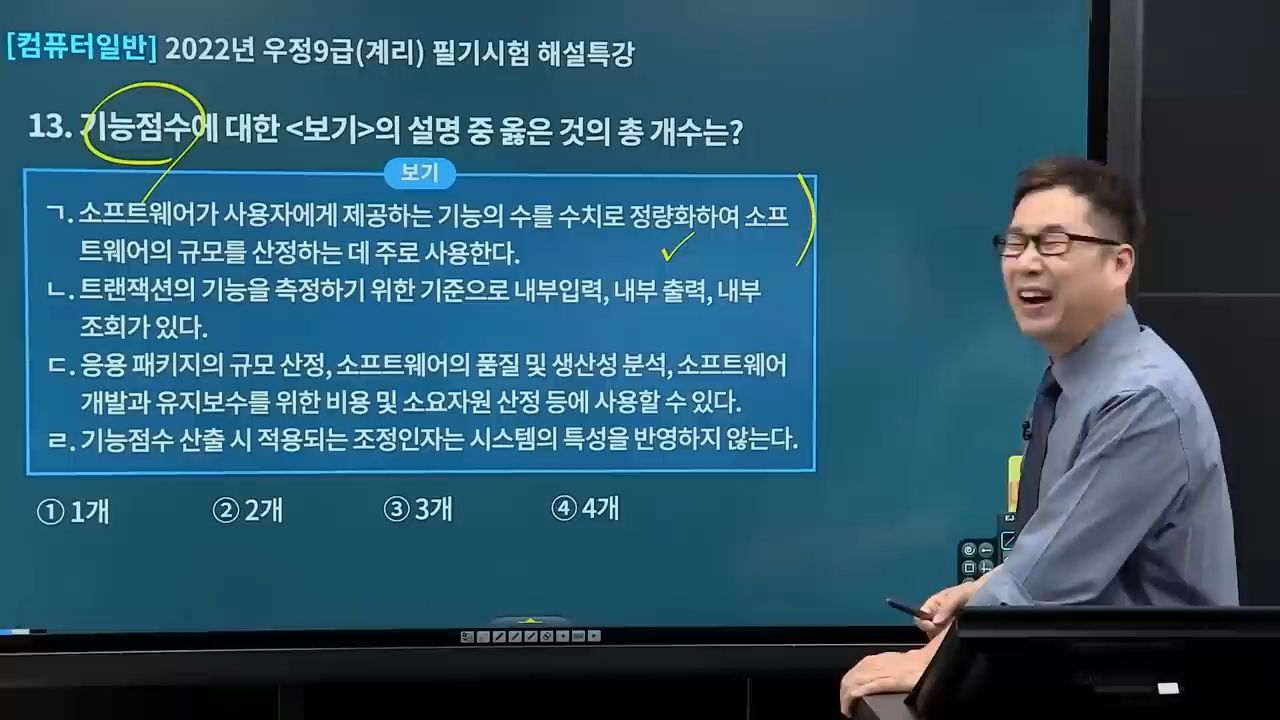 [컴퓨터일반] 2022년 우정9급(계리) 필기시험 해설특강
13. 기능점수에 대한 <보기>의 설명 중 옳은 것의 총 개수는?
보기
ㄱ. 소프트웨어가 사용자에게 제공하는 기능의 수를 수치로 정량화하여 소프
트웨어의 규모를 산정하는 데 주로 사용한다.
ㄴ. 트랜잭션의 기능을 측정하기 위한 기준으로 내부입력, 내부 출력, 내부
조회가 있다.
ㄷ. 응용 패키지의 규모 산정, 소프트웨어의 품질 및 생산성 분석, 소프트웨어
개발과 유지보수를 위한 비용 및 소요자원 산정 등에 사용할 수 있다.
ㄹ. 기능점수 산출 시 적용되는 조정인자는 시스템의 특성을 반영하지 않는다.
① 1개 ② 2개 ③ 3개 ④ 4개